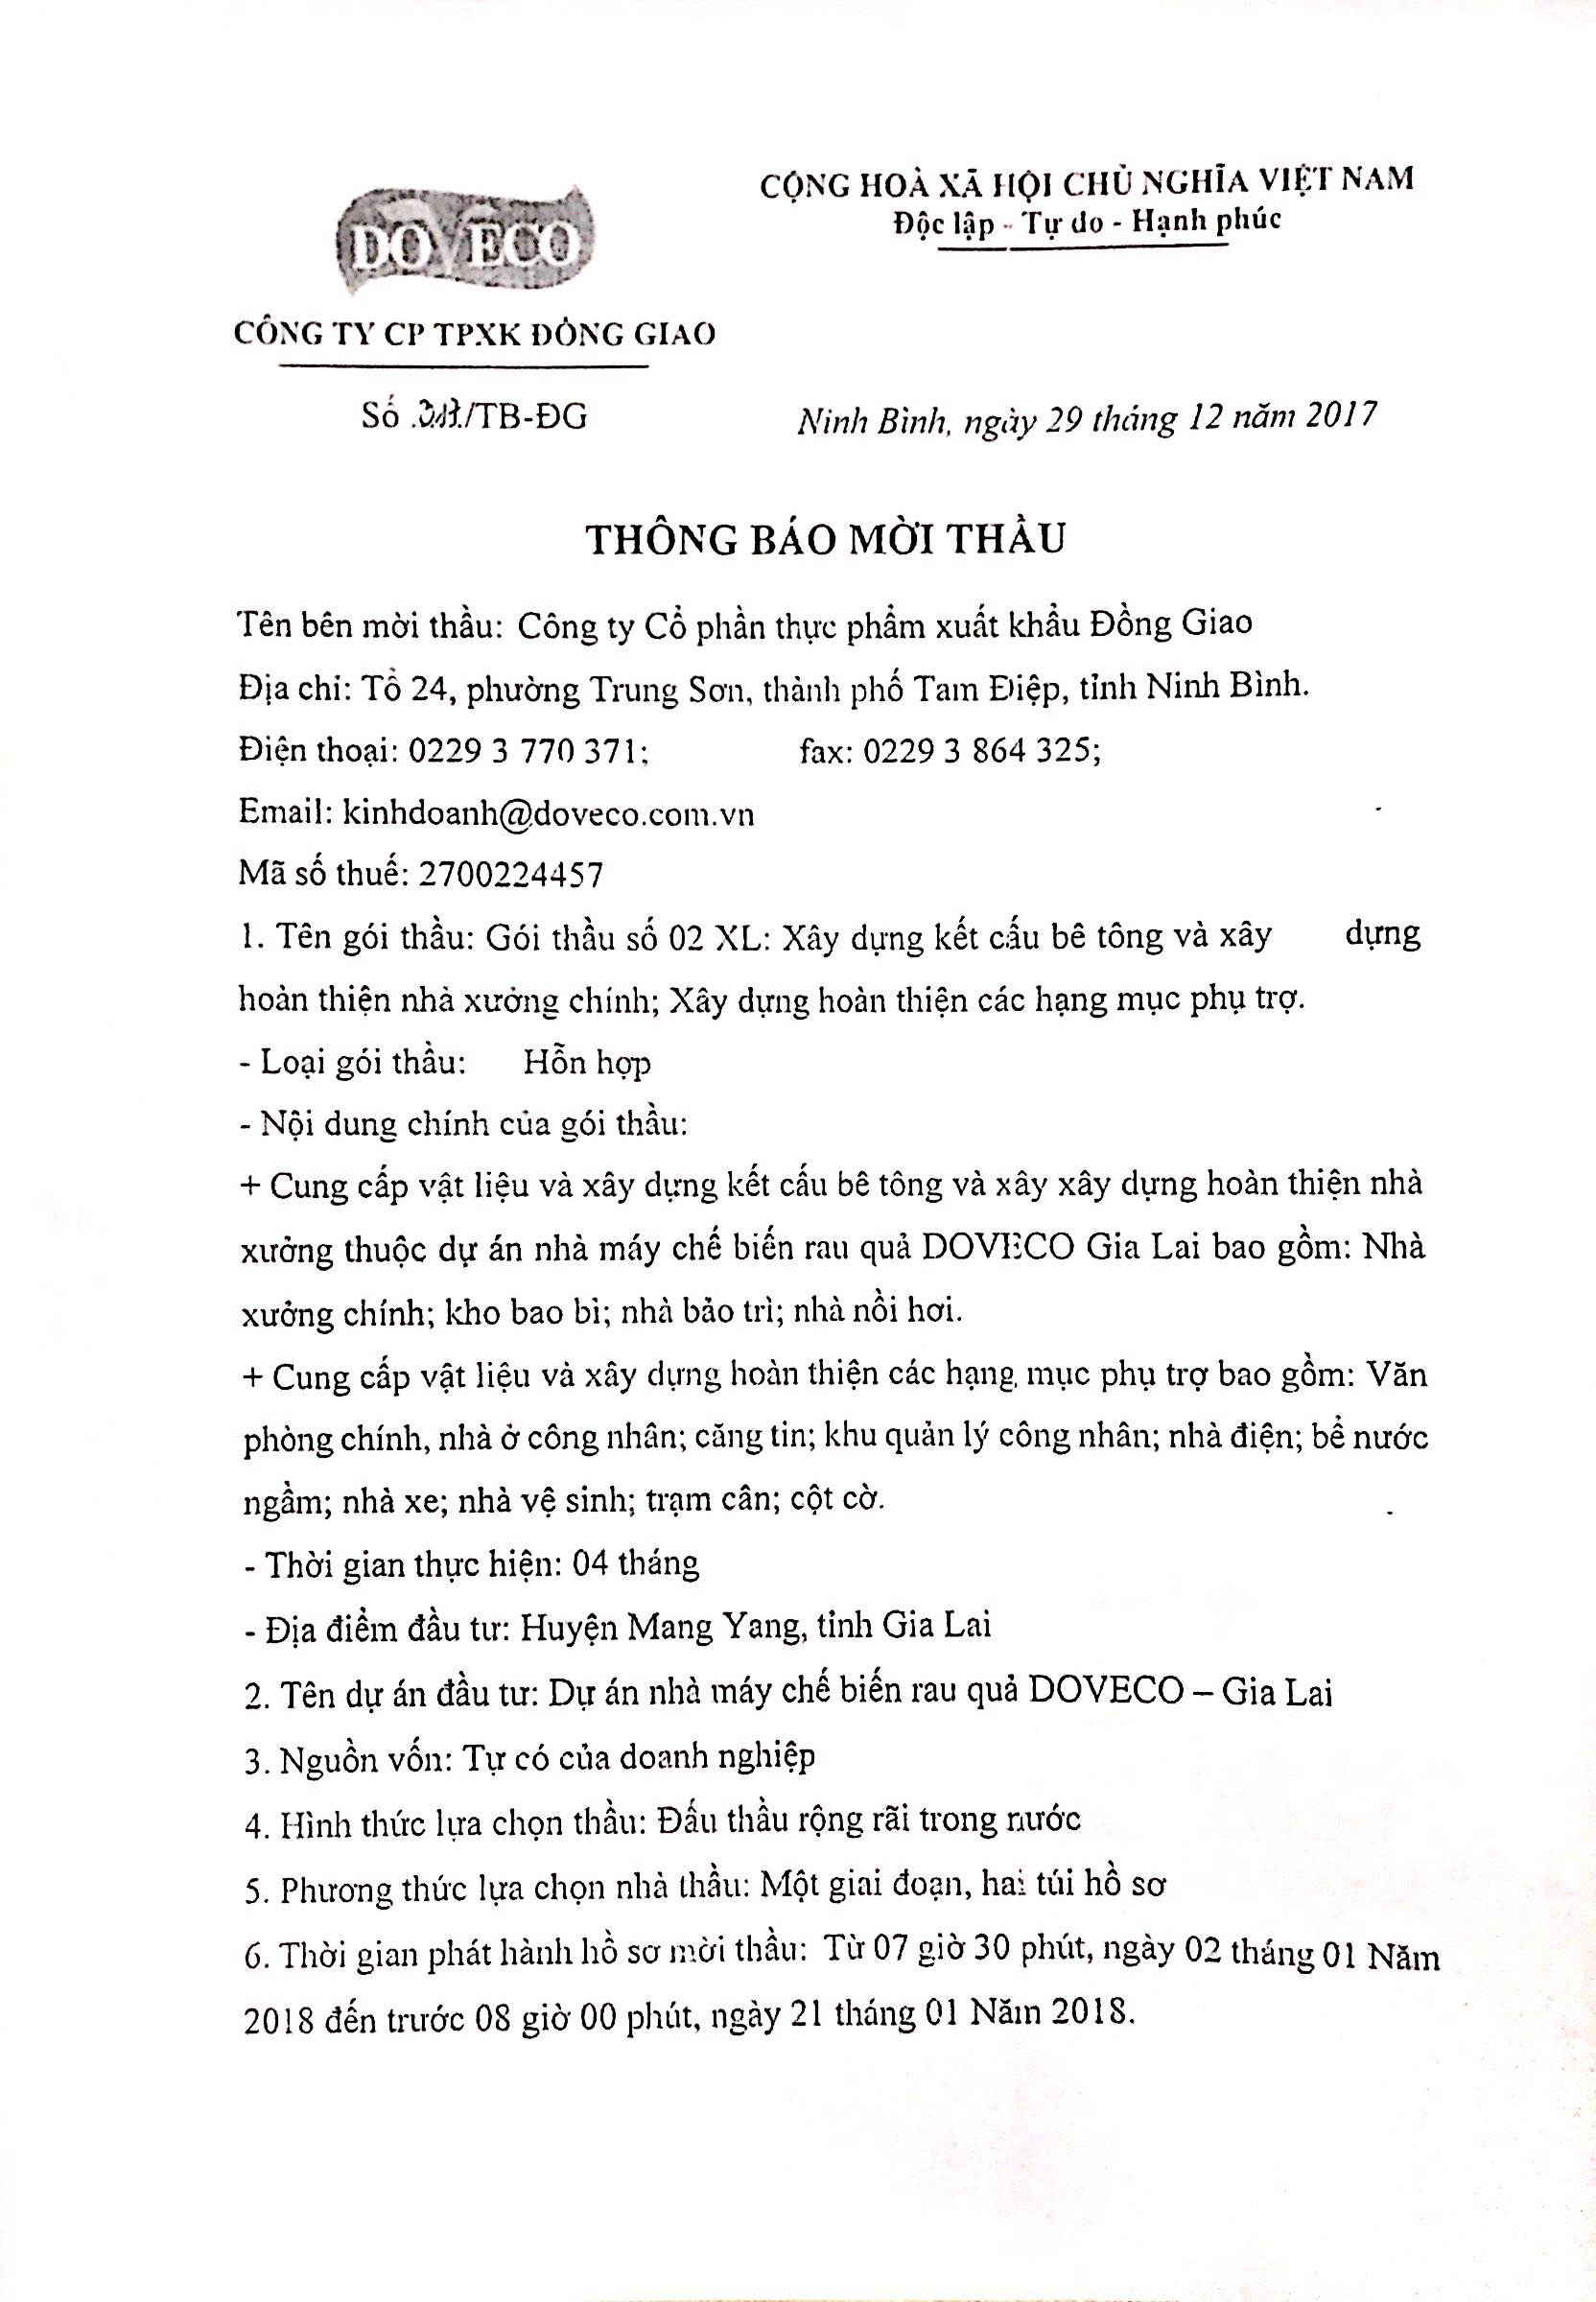 DOVECO
CỘNG HOÀ XÃ HỘI CHỦ NGHĨA VIỆT NAM
Độc lập - Tự do - Hạnh phúc
CÔNG TY CP TPXK ĐỒNG GIAO
Số /TB-ĐG
Ninh Bình, ngày 29 tháng 12 năm 2017
THÔNG BÁO MỜI THẦU
Tên bên mời thầu: Công ty Cổ phần thực phẩm xuất khẩu Đồng Giao
Địa chỉ: Tổ 24, phường Trung Sơn, thành phố Tam Điệp, tỉnh Ninh Bình.
Điện thoại: 0229 3 770 371; fax: 0229 3 864 325;
Email: kinhdoanh@doveco.com.vn
Mã số thuế: 2700224457
1. Tên gói thầu: Gói thầu số 02 XL: Xây dựng kết cấu bê tông và xây dựng
hoàn thiện nhà xưởng chính; Xây dựng hoàn thiện các hạng mục phụ trợ.
- Loại gói thầu: Hỗn hợp
- Nội dung chính của gói thầu:
+ Cung cấp vật liệu và xây dựng kết cấu bê tông và xây xây dựng hoàn thiện nhà
xưởng thuộc dự án nhà máy chế biến rau quả DOVECO Gia Lai bao gồm: Nhà
xưởng chính; kho bao bì; nhà bảo trì; nhà nồi hơi.
+ Cung cấp vật liệu và xây dựng hoàn thiện các hạng mục phụ trợ bao gồm: Văn
phòng chính, nhà ở công nhân; căng tin; khu quản lý công nhân; nhà điện; bể nước
ngầm; nhà xe; nhà vệ sinh; trạm cân; cột cờ.
- Thời gian thực hiện: 04 tháng
- Địa điểm đầu tư: Huyện Mang Yang, tỉnh Gia Lai
2. Tên dự án đầu tư: Dự án nhà máy chế biến rau quả DOVECO – Gia Lai
3. Nguồn vốn: Tự có của doanh nghiệp
4. Hình thức lựa chọn thầu: Đấu thầu rộng rãi trong nước
5. Phương thức lựa chọn nhà thầu: Một giai đoạn, hai túi hồ sơ
6. Thời gian phát hành hồ sơ mời thầu: Từ 07 giờ 30 phút, ngày 02 tháng 01 Năm
2018 đến trước 08 giờ 00 phút, ngày 21 tháng 01 Năm 2018.